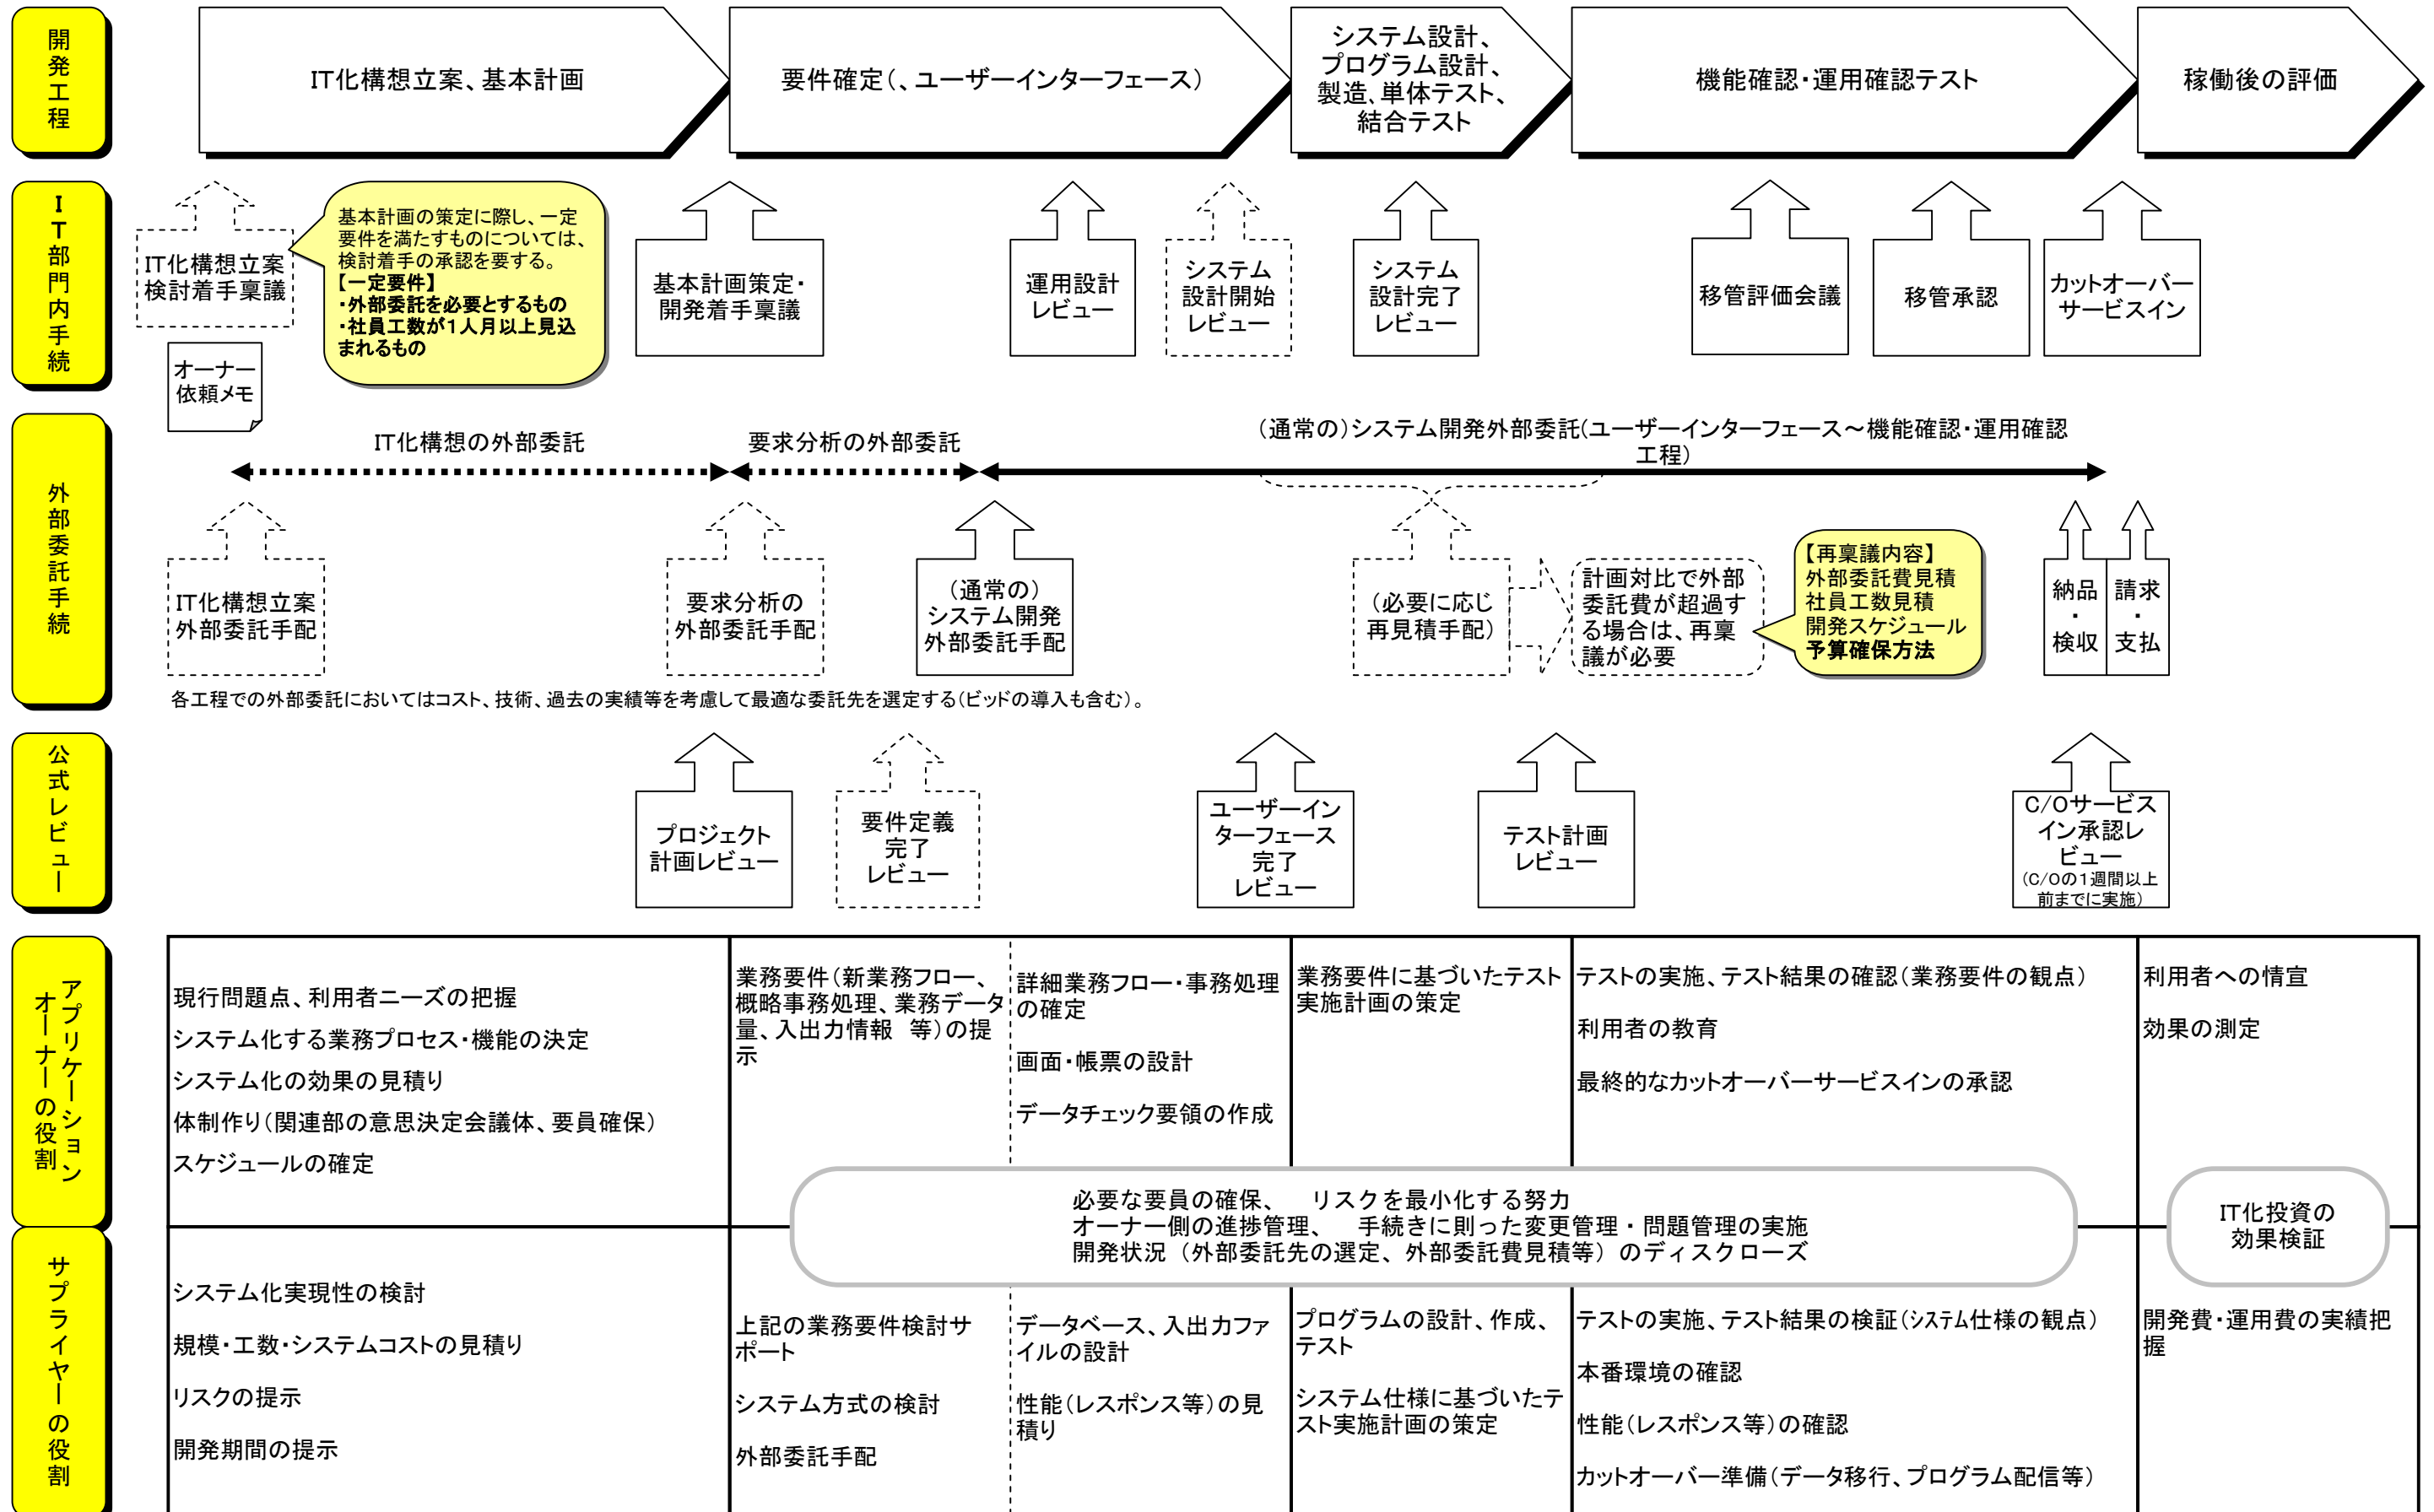 開発工程
IT化構想立案、基本計画
要件確定(、ユーザーインターフェース)
システム設計、
プログラム設計、
製造、単体テスト、
結合テスト
機能確認・運用確認テスト
稼働後の評価
IT部門内手続
IT化構想立案
検討着手稟議
オーナー
依頼メモ
基本計画の策定に際し、一定
要件を満たすものについては、
検討着手の承認を要する。
【一定要件】
・外部委託を必要とするもの
・社員工数が1人月以上見込
まれるもの
基本計画策定・
開発着手稟議
運用設計
レビュー
システム
設計開始
レビュー
システム
設計完了
レビュー
移管評価会議
移管承認
カットオーバー
サービスイン
外部委託手続
IT化構想の外部委託
要求分析の外部委託
(通常の)システム開発外部委託(ユーザーインターフェース～機能確認・運用確認
工程)
IT化構想立案
外部委託手配
要求分析の
外部委託手配
(通常の)
システム開発
外部委託手配
(必要に応じ
再見積手配)
計画対比で外部
委託費が超過す
る場合は、再稟
議が必要
【再稟議内容】
外部委託費見積
社員工数見積
開発スケジュール
予算確保方法
納品
・
検収
請求
・
支払
各工程での外部委託においてはコスト、技術、過去の実績等を考慮して最適な委託先を選定する(ビッドの導入も含む)。
公式レビュー
プロジェクト
計画レビュー
要件定義
完了
レビュー
ユーザーイン
ターフェース
完了
レビュー
テスト計画
レビュー
C/Oサービス
イン承認レ
ビュー
(C/Oの1週間以上
前までに実施)
アプリケーション
オーナーの役割
現行問題点、利用者ニーズの把握
システム化する業務プロセス・機能の決定
システム化の効果の見積り
体制作り(関連部の意思決定会議体、要員確保)
スケジュールの確定
業務要件(新業務フロー、
概略事務処理、業務データ
量、入出力情報　等)の提
示
詳細業務フロー・事務処理
の確定
画面・帳票の設計
データチェック要領の作成
業務要件に基づいたテスト
実施計画の策定
テストの実施、テスト結果の確認(業務要件の観点)
利用者の教育
最終的なカットオーバーサービスインの承認
利用者への情宣
効果の測定
必要な要員の確保、　リスクを最小化する努力
オーナー側の進捗管理、　手続きに則った変更管理・問題管理の実施
開発状況（外部委託先の選定、外部委託費見積等）のディスクローズ
IT化投資の
効果検証
サプライヤーの役割
システム化実現性の検討
規模・工数・システムコストの見積り
リスクの提示
開発期間の提示
上記の業務要件検討サ
ポート
システム方式の検討
外部委託手配
データベース、入出力ファ
イルの設計
性能(レスポンス等)の見
積り
プログラムの設計、作成、
テスト
システム仕様に基づいたテ
スト実施計画の策定
テストの実施、テスト結果の検証(システム仕様の観点)
本番環境の確認
性能(レスポンス等)の確認
カットオーバー準備(データ移行、プログラム配信等)
開発費・運用費の実績把
握